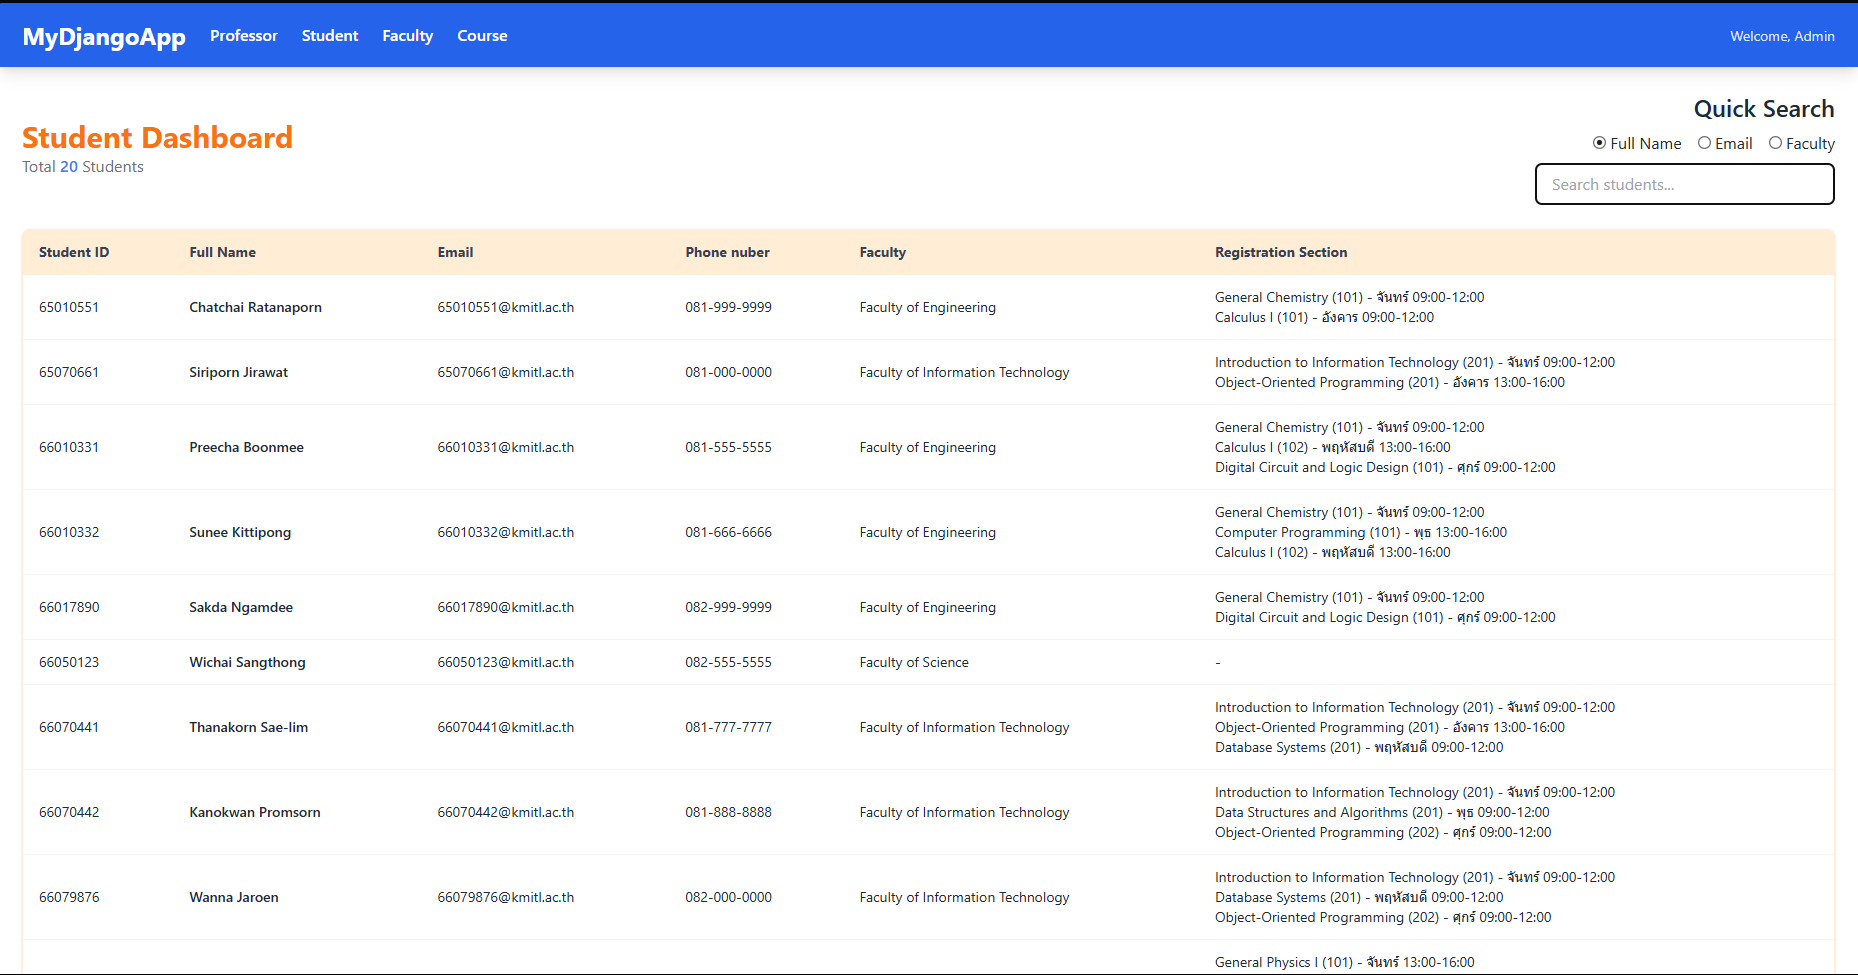 MyDjangoApp Professor Student Faculty Course Welcome, Admin
Quick Search
Student Dashboard
Total 20 Students
Full Name Email Faculty
Search students...
Student ID Full Name Email Phone nuber Faculty Registration Section
65010551 Chatchai Ratanaporn 65010551@kmitl.ac.th 081-999-9999 Faculty of Engineering General Chemistry (101) - จันทร์ 09:00-12:00
Calculus I (101) - อังคาร 09:00-12:00
65070661 Siriporn Jirawat 65070661@kmitl.ac.th 081-000-0000 Faculty of Information Technology Introduction to Information Technology (201) - จันทร์ 09:00-12:00
Object-Oriented Programming (201) - อังคาร 13:00-16:00
66010331 Preecha Boonmee 66010331@kmitl.ac.th 081-555-5555 Faculty of Engineering General Chemistry (101) - จันทร์ 09:00-12:00
Calculus I (102) - พฤหัสบดี 13:00-16:00
Digital Circuit and Logic Design (101) - ศุกร์ 09:00-12:00
66010332 Sunee Kittipong 66010332@kmitl.ac.th 081-666-6666 Faculty of Engineering General Chemistry (101) - จันทร์ 09:00-12:00
Computer Programming (101) - พุธ 13:00-16:00
Calculus I (102) - พฤหัสบดี 13:00-16:00
66017890 Sakda Ngamdee 66017890@kmitl.ac.th 082-999-9999 Faculty of Engineering General Chemistry (101) - จันทร์ 09:00-12:00
Digital Circuit and Logic Design (101) - ศุกร์ 09:00-12:00
66050123 Wichai Sangthong 66050123@kmitl.ac.th 082-555-5555 Faculty of Science -
66070441 Thanakorn Sae-lim 66070441@kmitl.ac.th 081-777-7777 Faculty of Information Technology Introduction to Information Technology (201) - จันทร์ 09:00-12:00
Object-Oriented Programming (201) - อังคาร 13:00-16:00
Database Systems (201) - พฤหัสบดี 09:00-12:00
66070442 Kanokwan Promsorn 66070442@kmitl.ac.th 081-888-8888 Faculty of Information Technology Introduction to Information Technology (201) - จันทร์ 09:00-12:00
Data Structures and Algorithms (201) - พุธ 09:00-12:00
Object-Oriented Programming (202) - ศุกร์ 09:00-12:00
66079876 Wanna Jaroen 66079876@kmitl.ac.th 082-000-0000 Faculty of Information Technology Introduction to Information Technology (201) - จันทร์ 09:00-12:00
Database Systems (201) - พฤหัสบดี 09:00-12:00
Object-Oriented Programming (202) - ศุกร์ 09:00-12:00
General Physics I (101) - จันทร์ 13:00-16:00